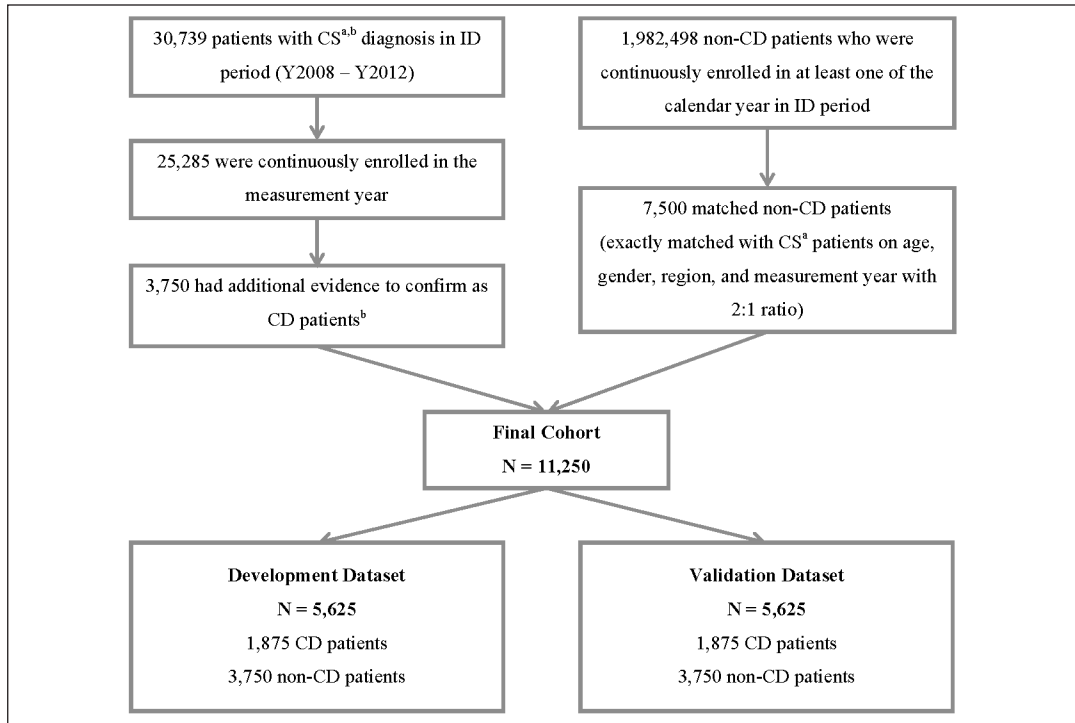 30,739 patients with CSa,b diagnosis in ID
period (Y2008 – Y2012)
25,285 were continuously enrolled in the
measurement year
3,750 had additional evidence to confirm as
CD patientsb
1,982,498 non-CD patients who were
continuously enrolled in at least one of the
calendar year in ID period
7,500 matched non-CD patients
(exactly matched with CSa patients on age,
gender, region, and measurement year with
2:1 ratio)
Final Cohort
N = 11,250
Development Dataset
N = 5,625
1,875 CD patients
3,750 non-CD patients
Validation Dataset
N = 5,625
1,875 CD patients
3,750 non-CD patients